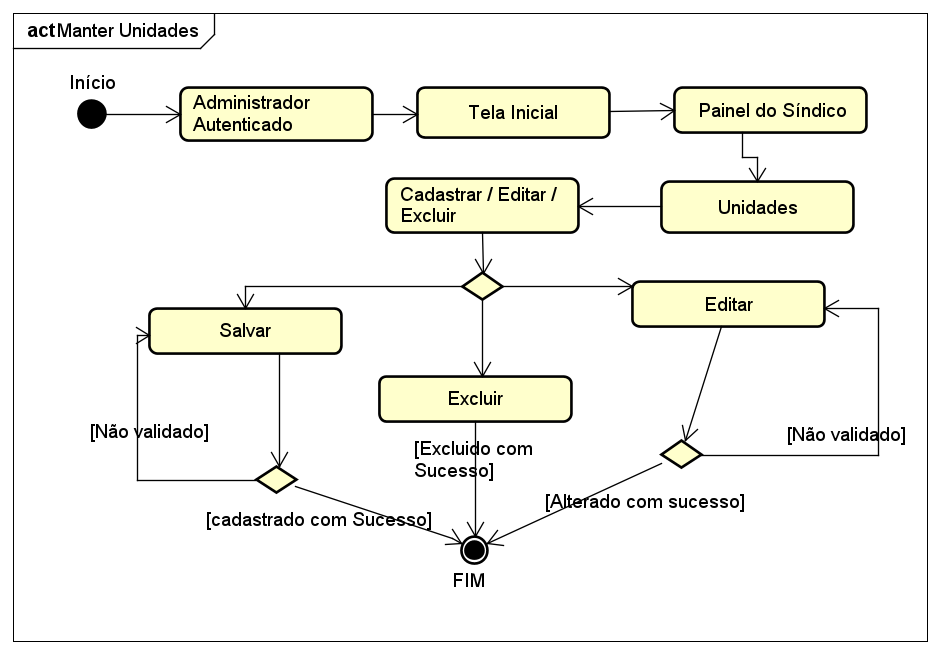 actManter Unidades
Início
Administrador
Autenticado
Tela Inicial
Painel do Síndico
Cadastrar / Editar /
Excluir
Unidades
Salvar
Editar
Excluir
[Não validado]
[Excluido com
Sucesso]
[Não validado]
[cadastrado com Sucesso]
[Alterado com sucesso]
FIM